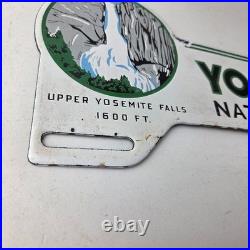 YO
NAT
UPPER YOSEMITE FALLS
1600 FT.